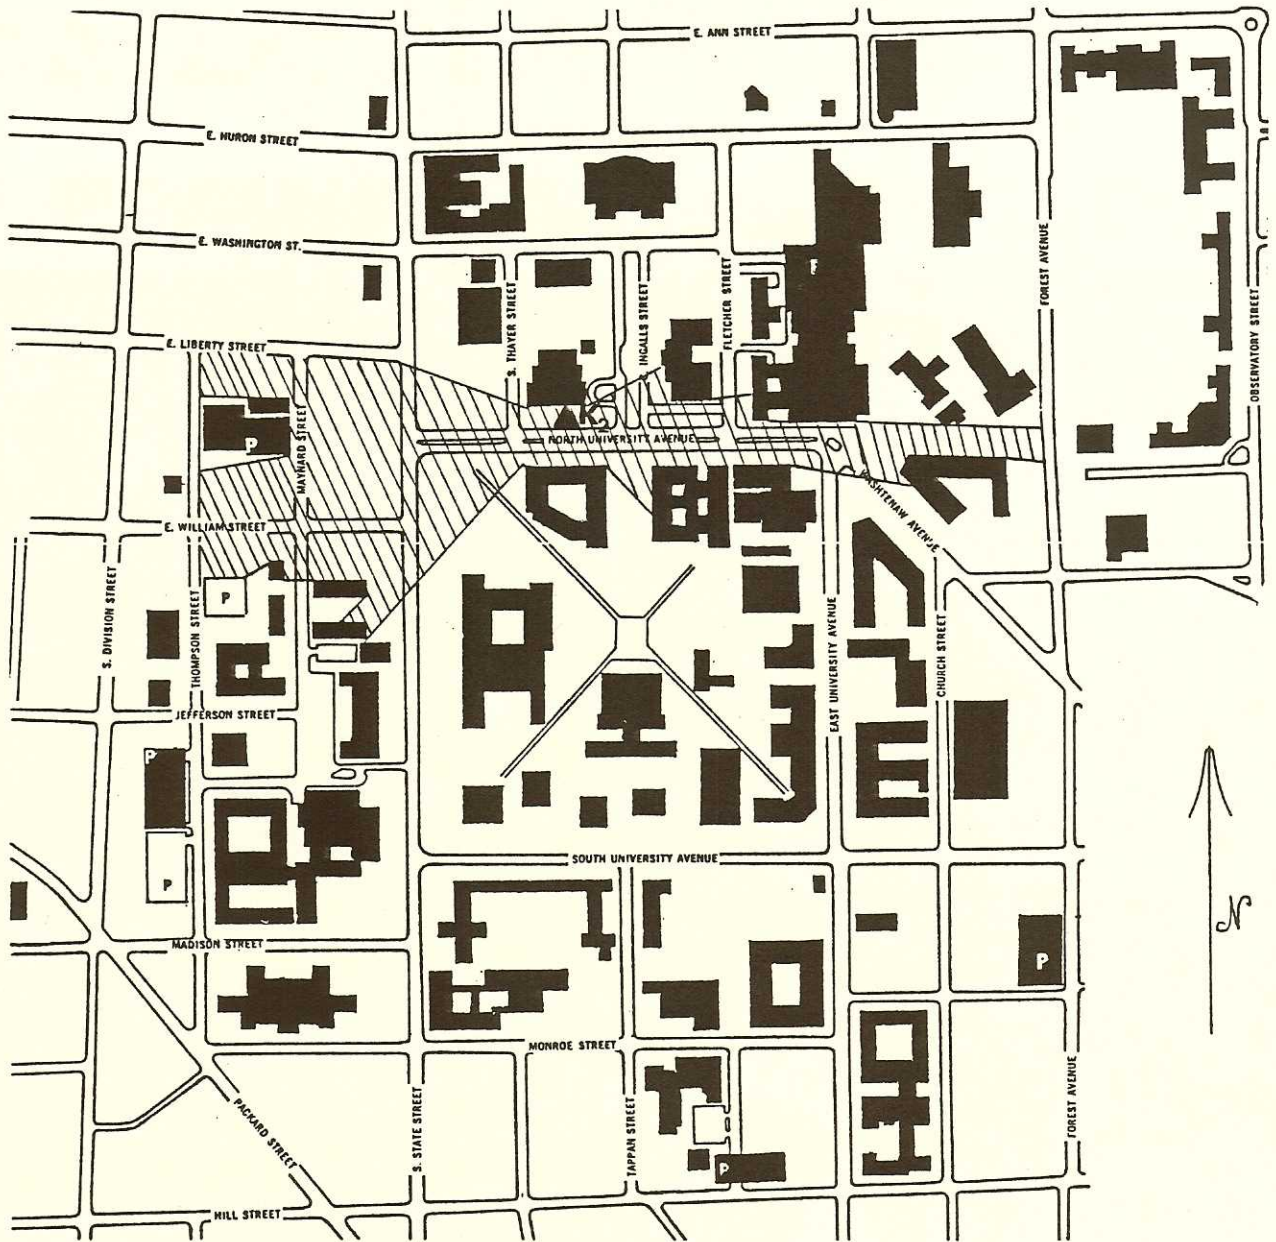 E. ANN STREET
E. HURON STREET
E. WASHINGTON ST.
FOREST AVENUE
S. THAYER STREET
INGALLS STREET
FLETCHER STREET
P
OBSERVATORY STREET
E. LIBERTY STREET
MAYNARD STREET
P
NORTH UNIVERSITY AVENUE
WASHTENAW AVENUE
E. WILLIAM STREET
S. DIVISION STREET
THOMPSON STREET
P
EAST UNIVERSITY AVENUE
CHURCH STREET
JEFFERSON STREET
P
SOUTH UNIVERSITY AVENUE
P
N
MADISON STREET
P
MONROE STREET
PACKARD STREET
S. STATE STREET
TAPPAN STREET
FOREST AVENUE
P
HILL STREET